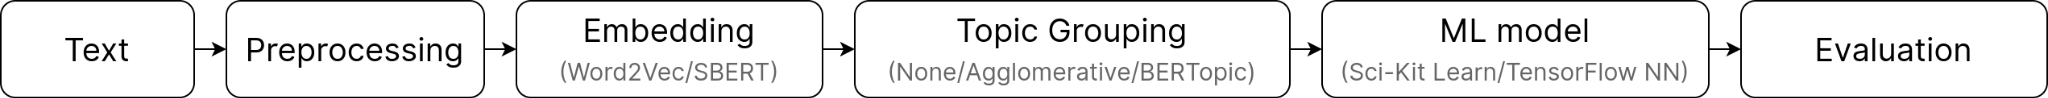 Text
Preprocessing
Embedding
(Word2Vec/SBERT)
Topic Grouping
(None/Agglomerative/BERTopic)
ML model
(Sci-Kit Learn/TensorFlow NN)
Evaluation